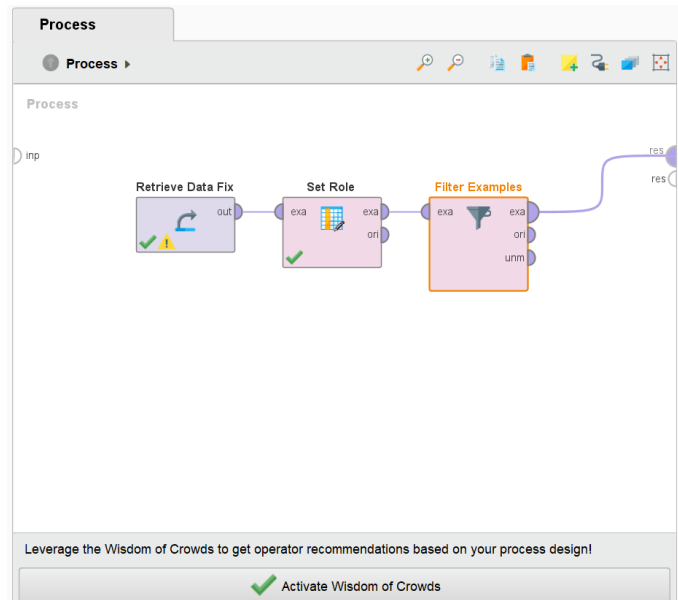 Process
Process
Process
inp
res
res
Retrieve Data Fix
out
Set Role
exa
exa
ori
Filter Examples
exa
exa
ori
unm
Leverage the Wisdom of Crowds to get operator recommendations based on your process design!
Activate Wisdom of Crowds